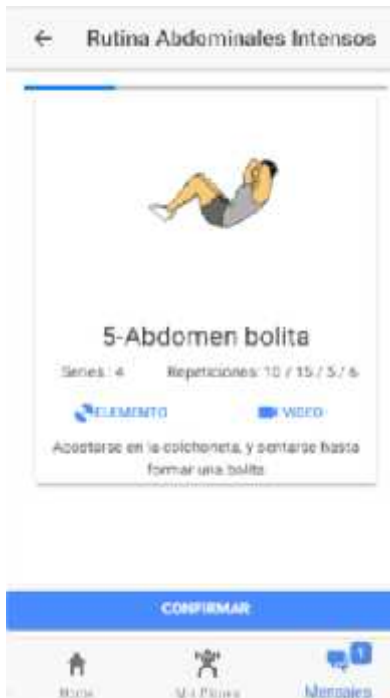 Rutina Abdominales Intensos
5-Abdomen bolita
Series: 4 Repeticiones: 10 / 15 / 5 / 6
ELEMENTO VIDEO
Acostarse en la colchoneta, y sentarse hasta
formar una bolita
CONFIRMAR
1
Home Mensajes